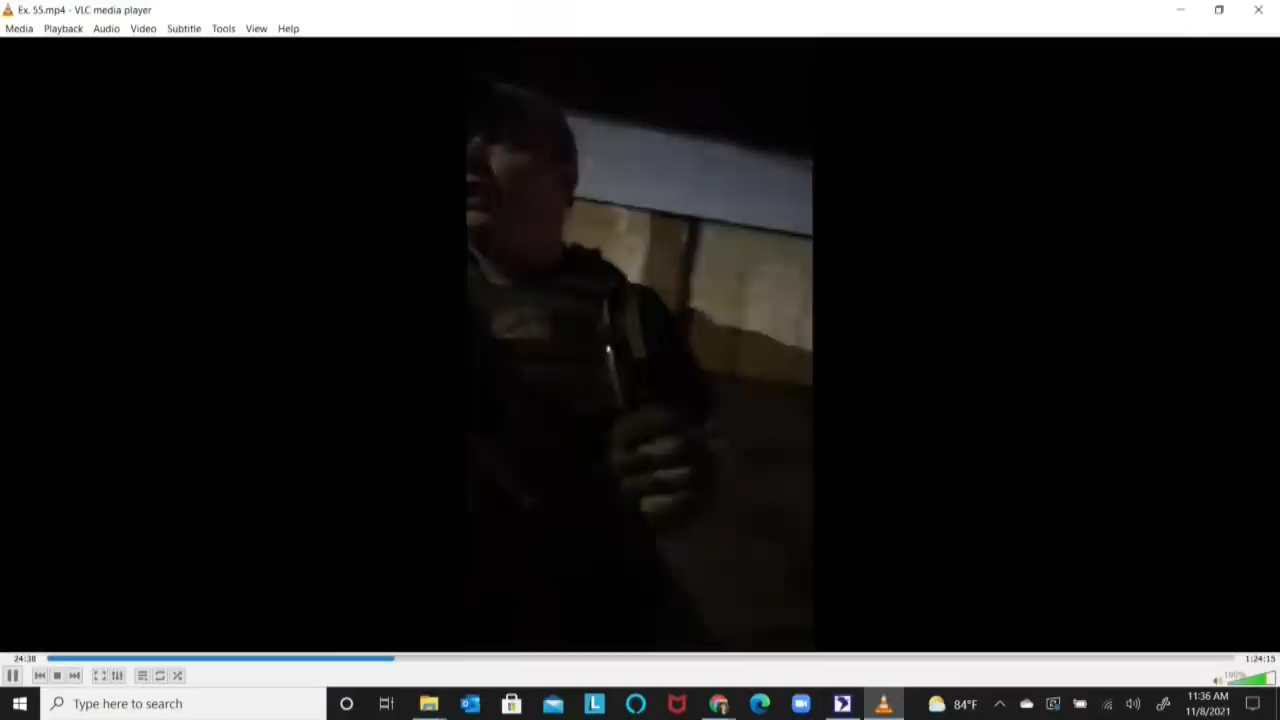 Ex. 55.mp4 - VLC media player
Media Playback Audio Video Subtitle Tools View Help
24:38
1:24:15
100%
Type here to search
L
84°F
11:36 AM
11/8/2021